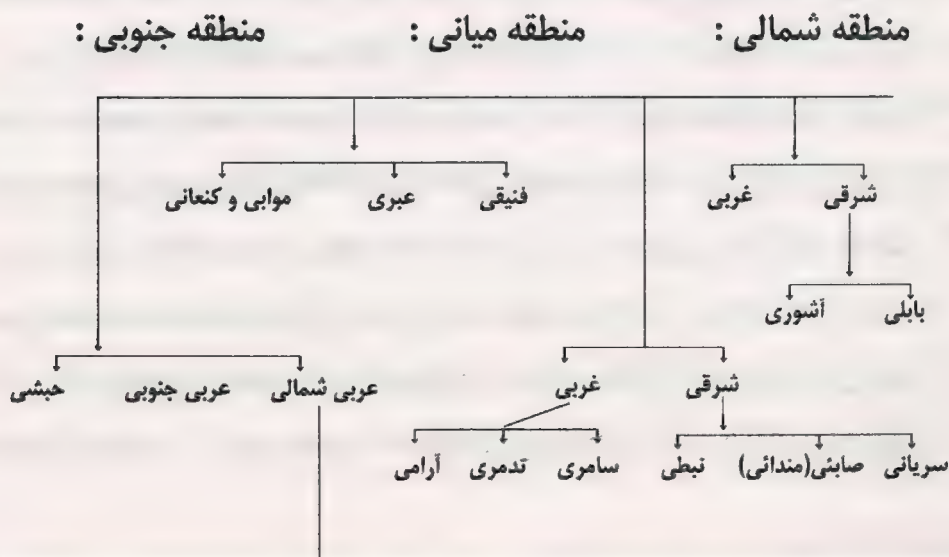 منطقه شمالی : منطقه میانی : منطقه جنوبی :
شرقی غربی
فنیقی عبری موابی و کنعانی
بابلی آشوری
شرقی غربی
عربی شمالی عربی جنوبی حبشی
سریانی صابئی(مندائی) نبطی
سامری تدمری آرامی